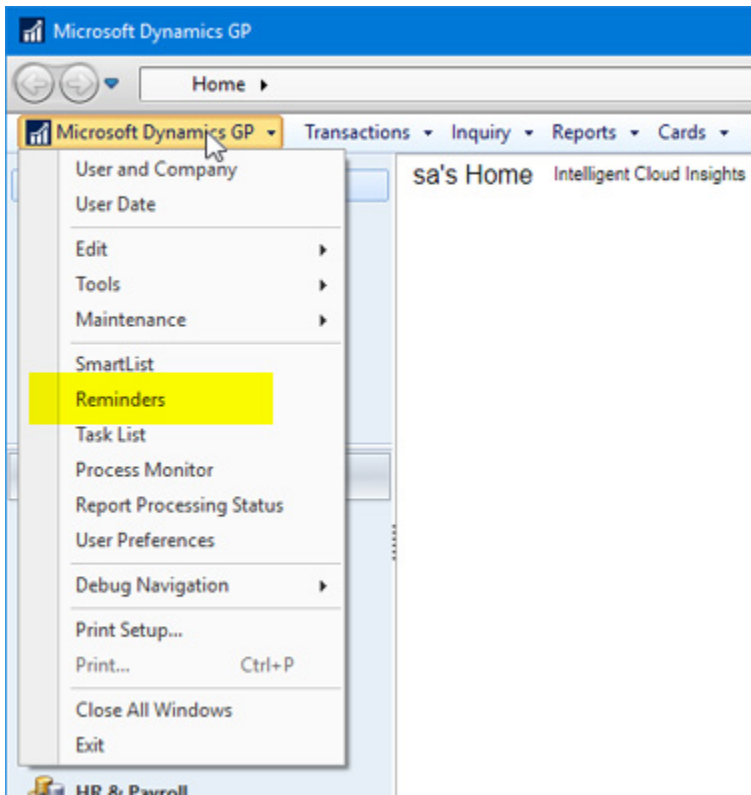 Microsoft Dynamics GP
Home
Microsoft Dynamics GP Transactions Inquiry Reports Cards
sa's Home Intelligent Cloud Insights
User and Company
User Date
Edit
Tools
Maintenance
SmartList
Reminders
Task List
Process Monitor
Report Processing Status
User Preferences
Debug Navigation
Print Setup...
Print... Ctrl+P
Close All Windows
Exit
HR & Payroll